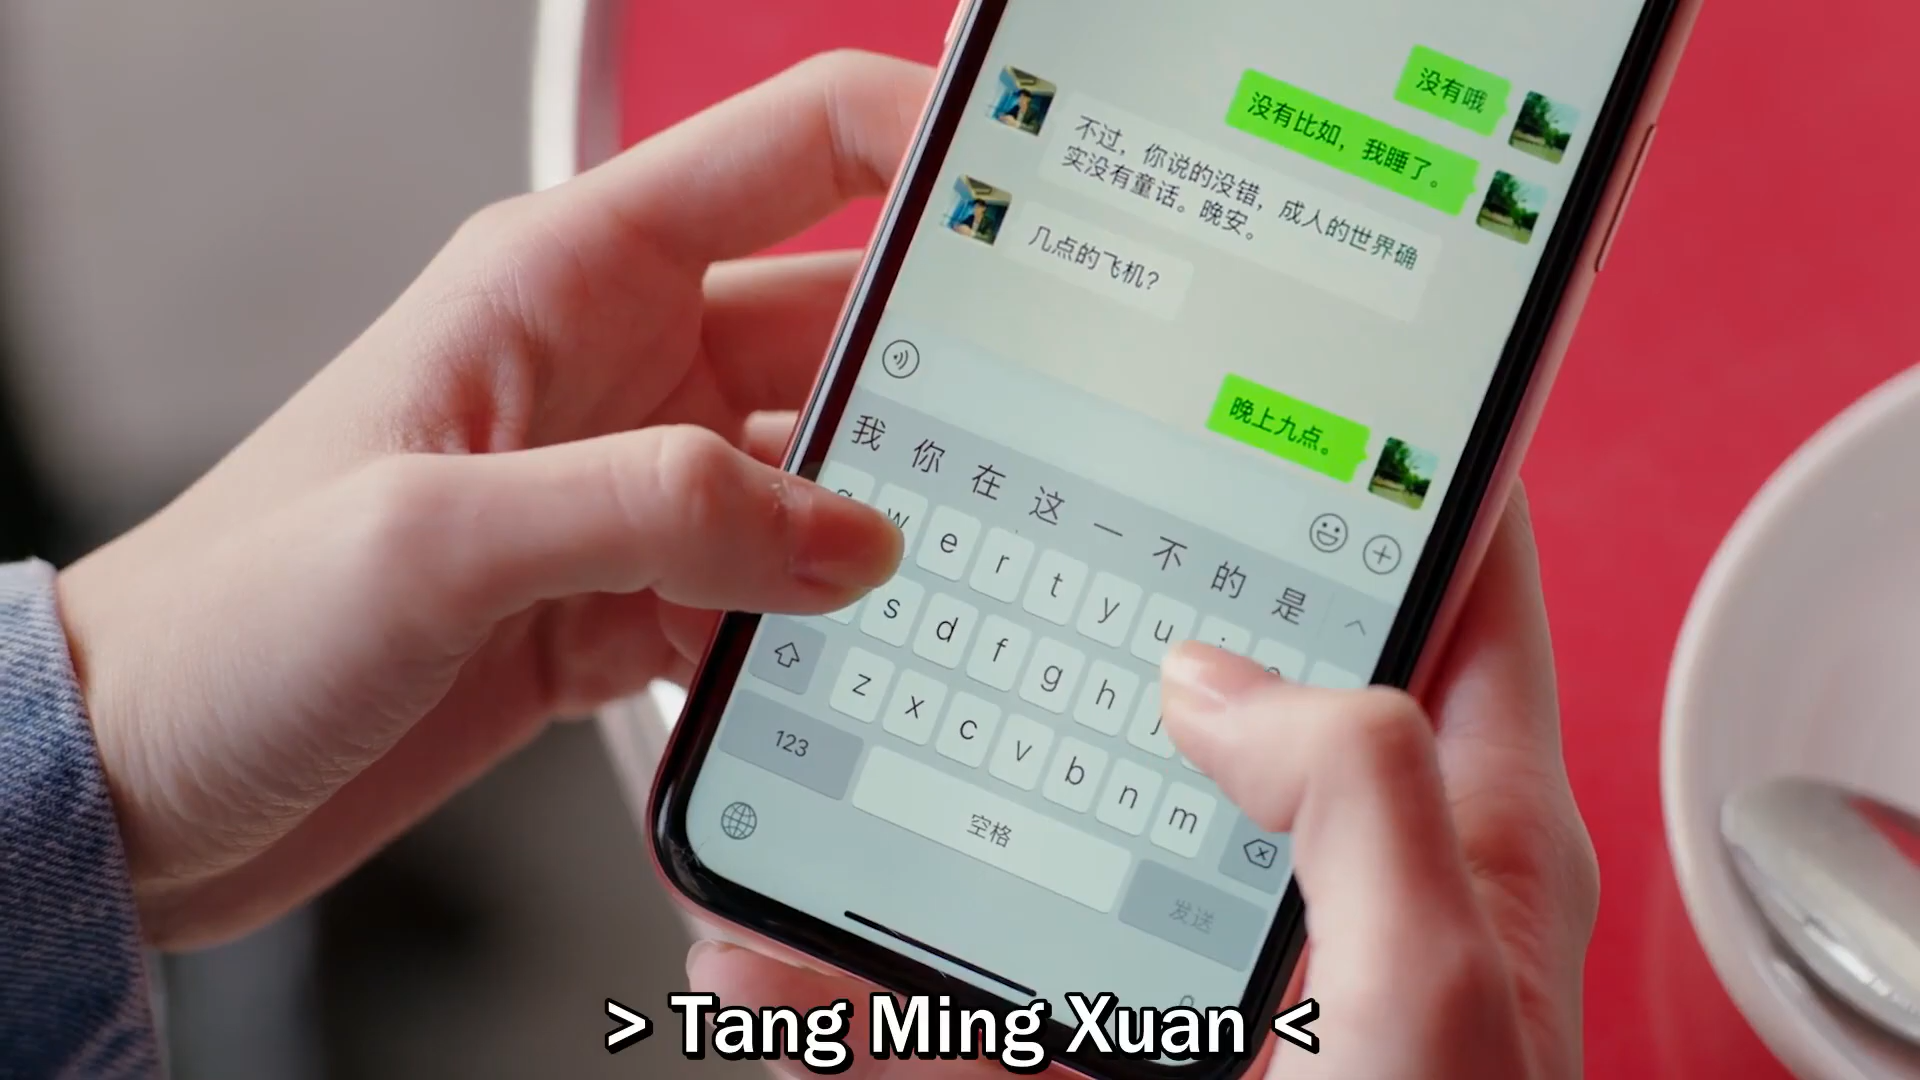 没有哦
没有比如，我睡了。
不过，你说的没错，成人的世界确
实没有童话。晚安。
几点的飞机？
晚上九点。
我 你 在 这 一 不 的 是
w e r t y u
s d f g h j
z x c v b n m
123
空格
发送
> Tang Ming Xuan <